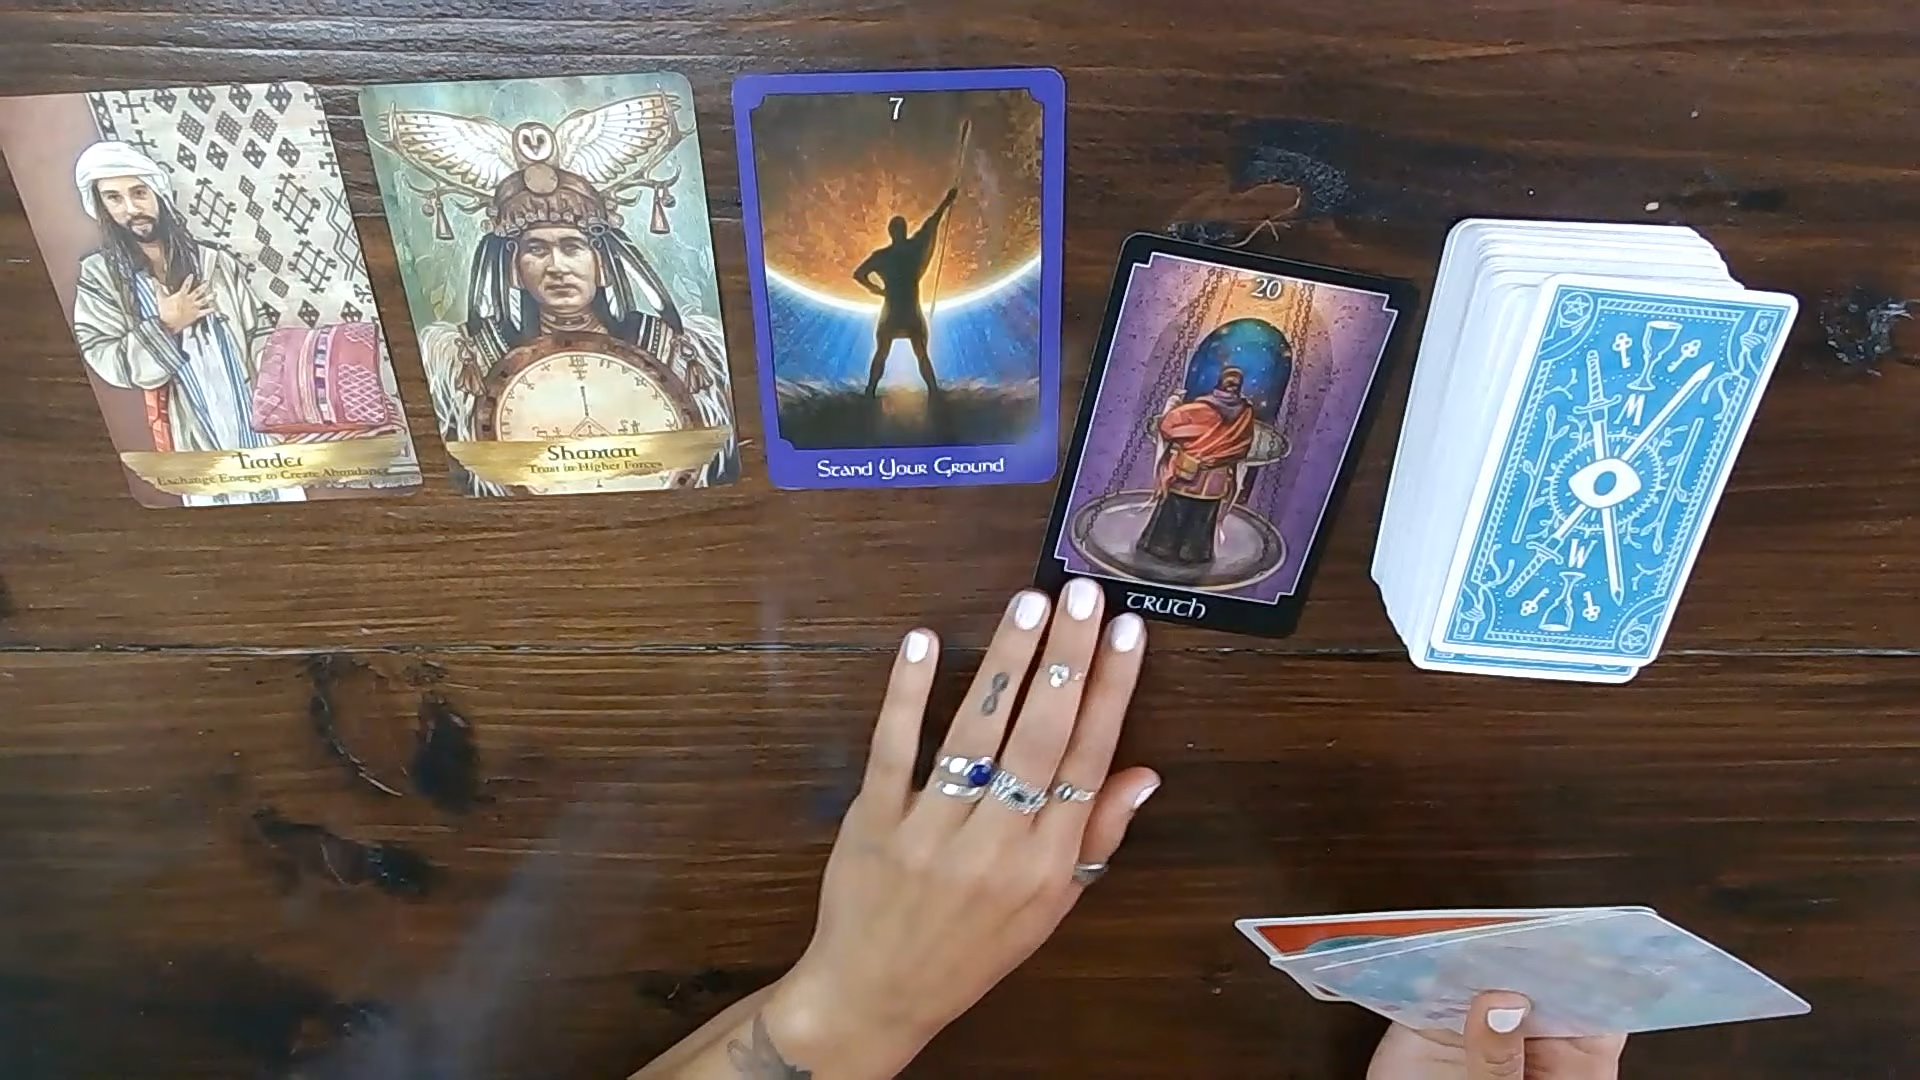 Trader
Exchange Energy to Create Abundance
Shaman
Trust in Higher Forces
7
Stand Your Ground
20
Truth
M
W